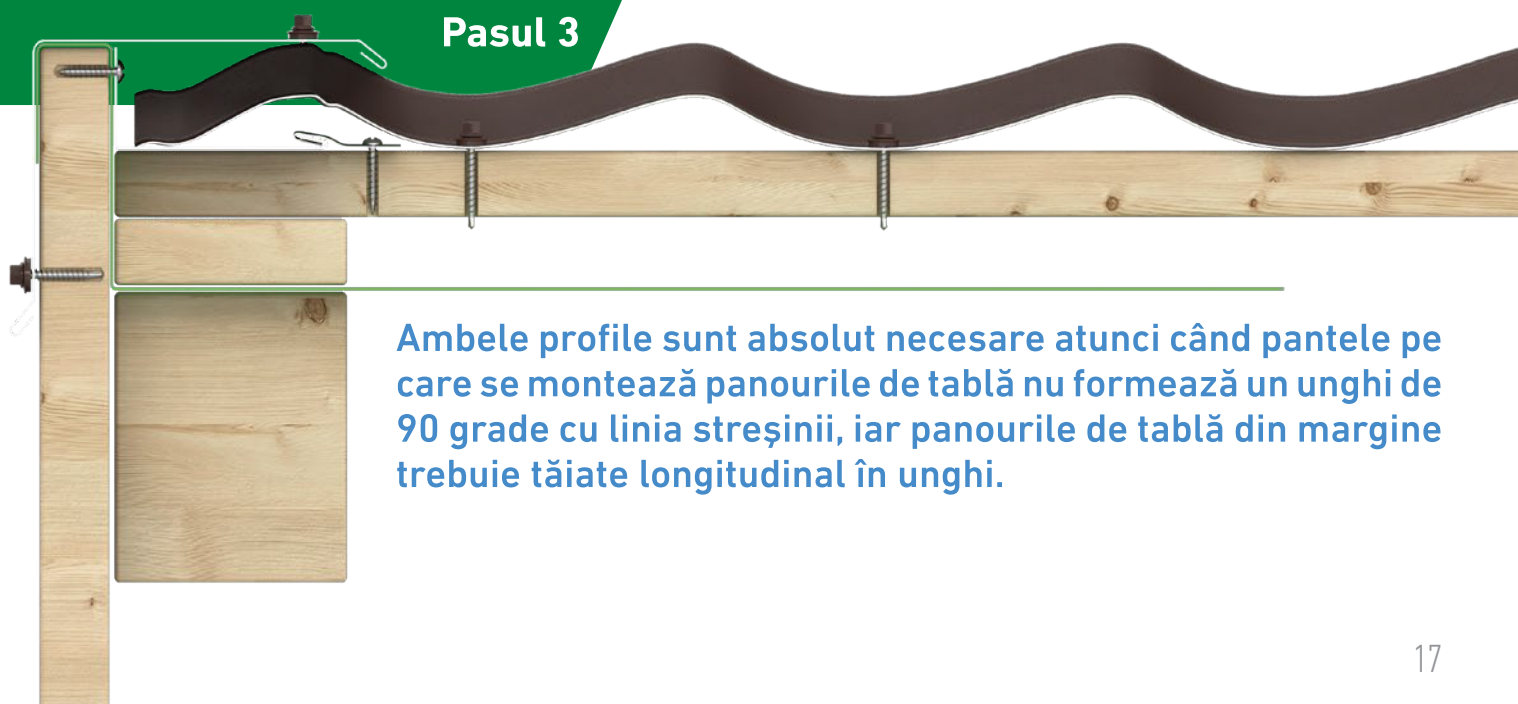 Pasul 3
Ambele profile sunt absolut necesare atunci când pantele pe
care se montează panourile de tablă nu formează un unghi de
90 grade cu linia streșinii, iar panourile de tablă din margine
trebuie tăiate longitudinal în unghi.
17